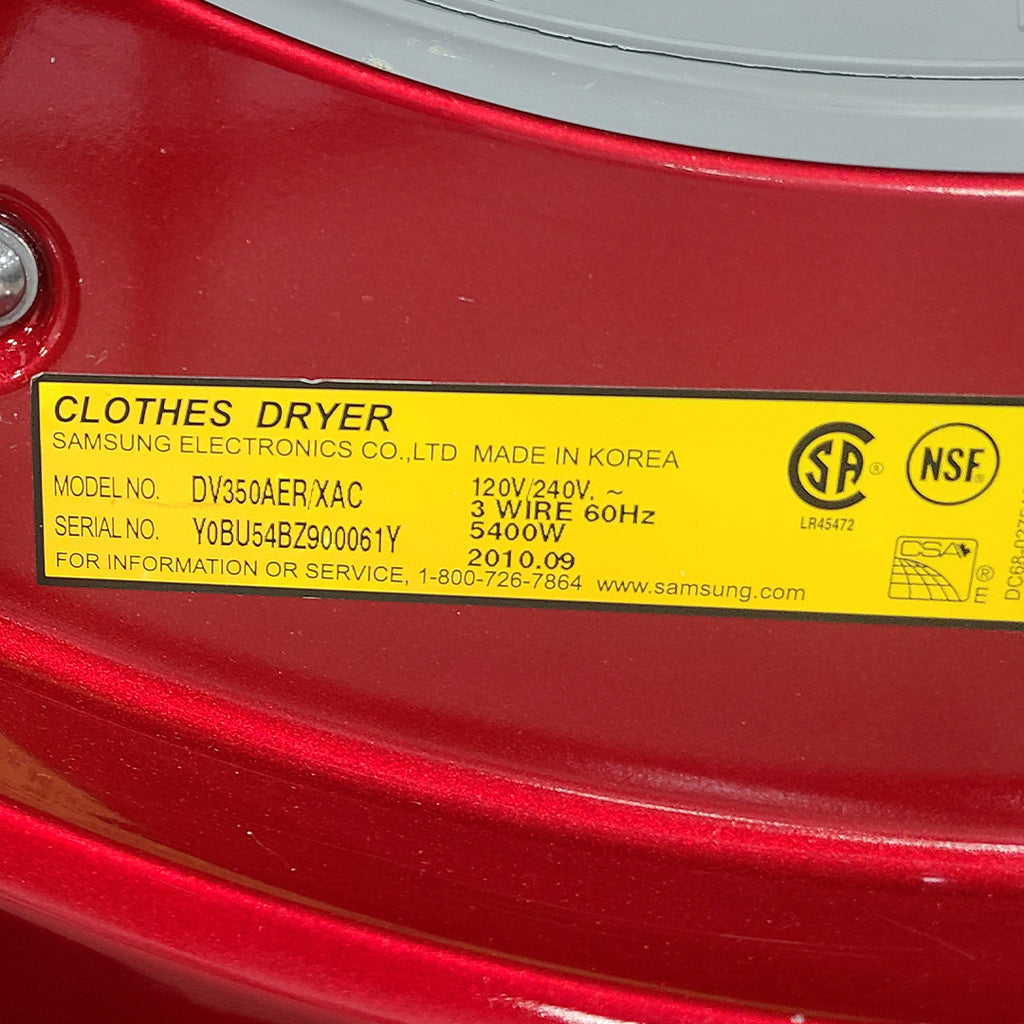 CLOTHES DRYER
SAMSUNG ELECTRONICS CO.,LTD MADE IN KOREA
MODEL NO. DV350AER/XAC
120V/240V. ~
3 WIRE 60Hz
SERIAL NO. Y0BU54BZ900061Y
5400W
2010.09
FOR INFORMATION OR SERVICE, 1-800-726-7864 www.samsung.com
SA ®
LR45472
NSF®
CSA
®
E